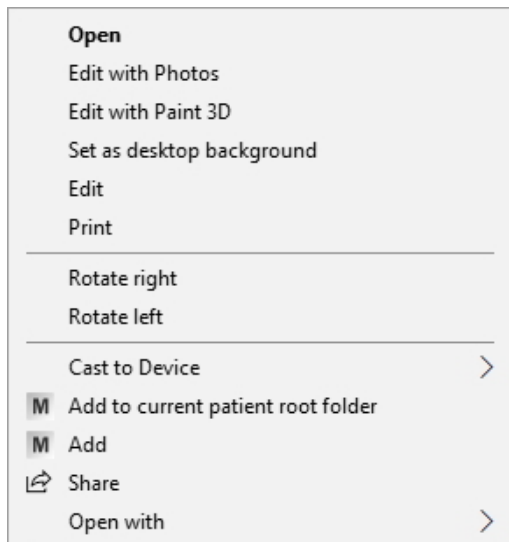 Open
Edit with Photos
Edit with Paint 3D
Set as desktop background
Edit
Print
Rotate right
Rotate left
Cast to Device
M Add to current patient root folder
M Add
Share
Open with